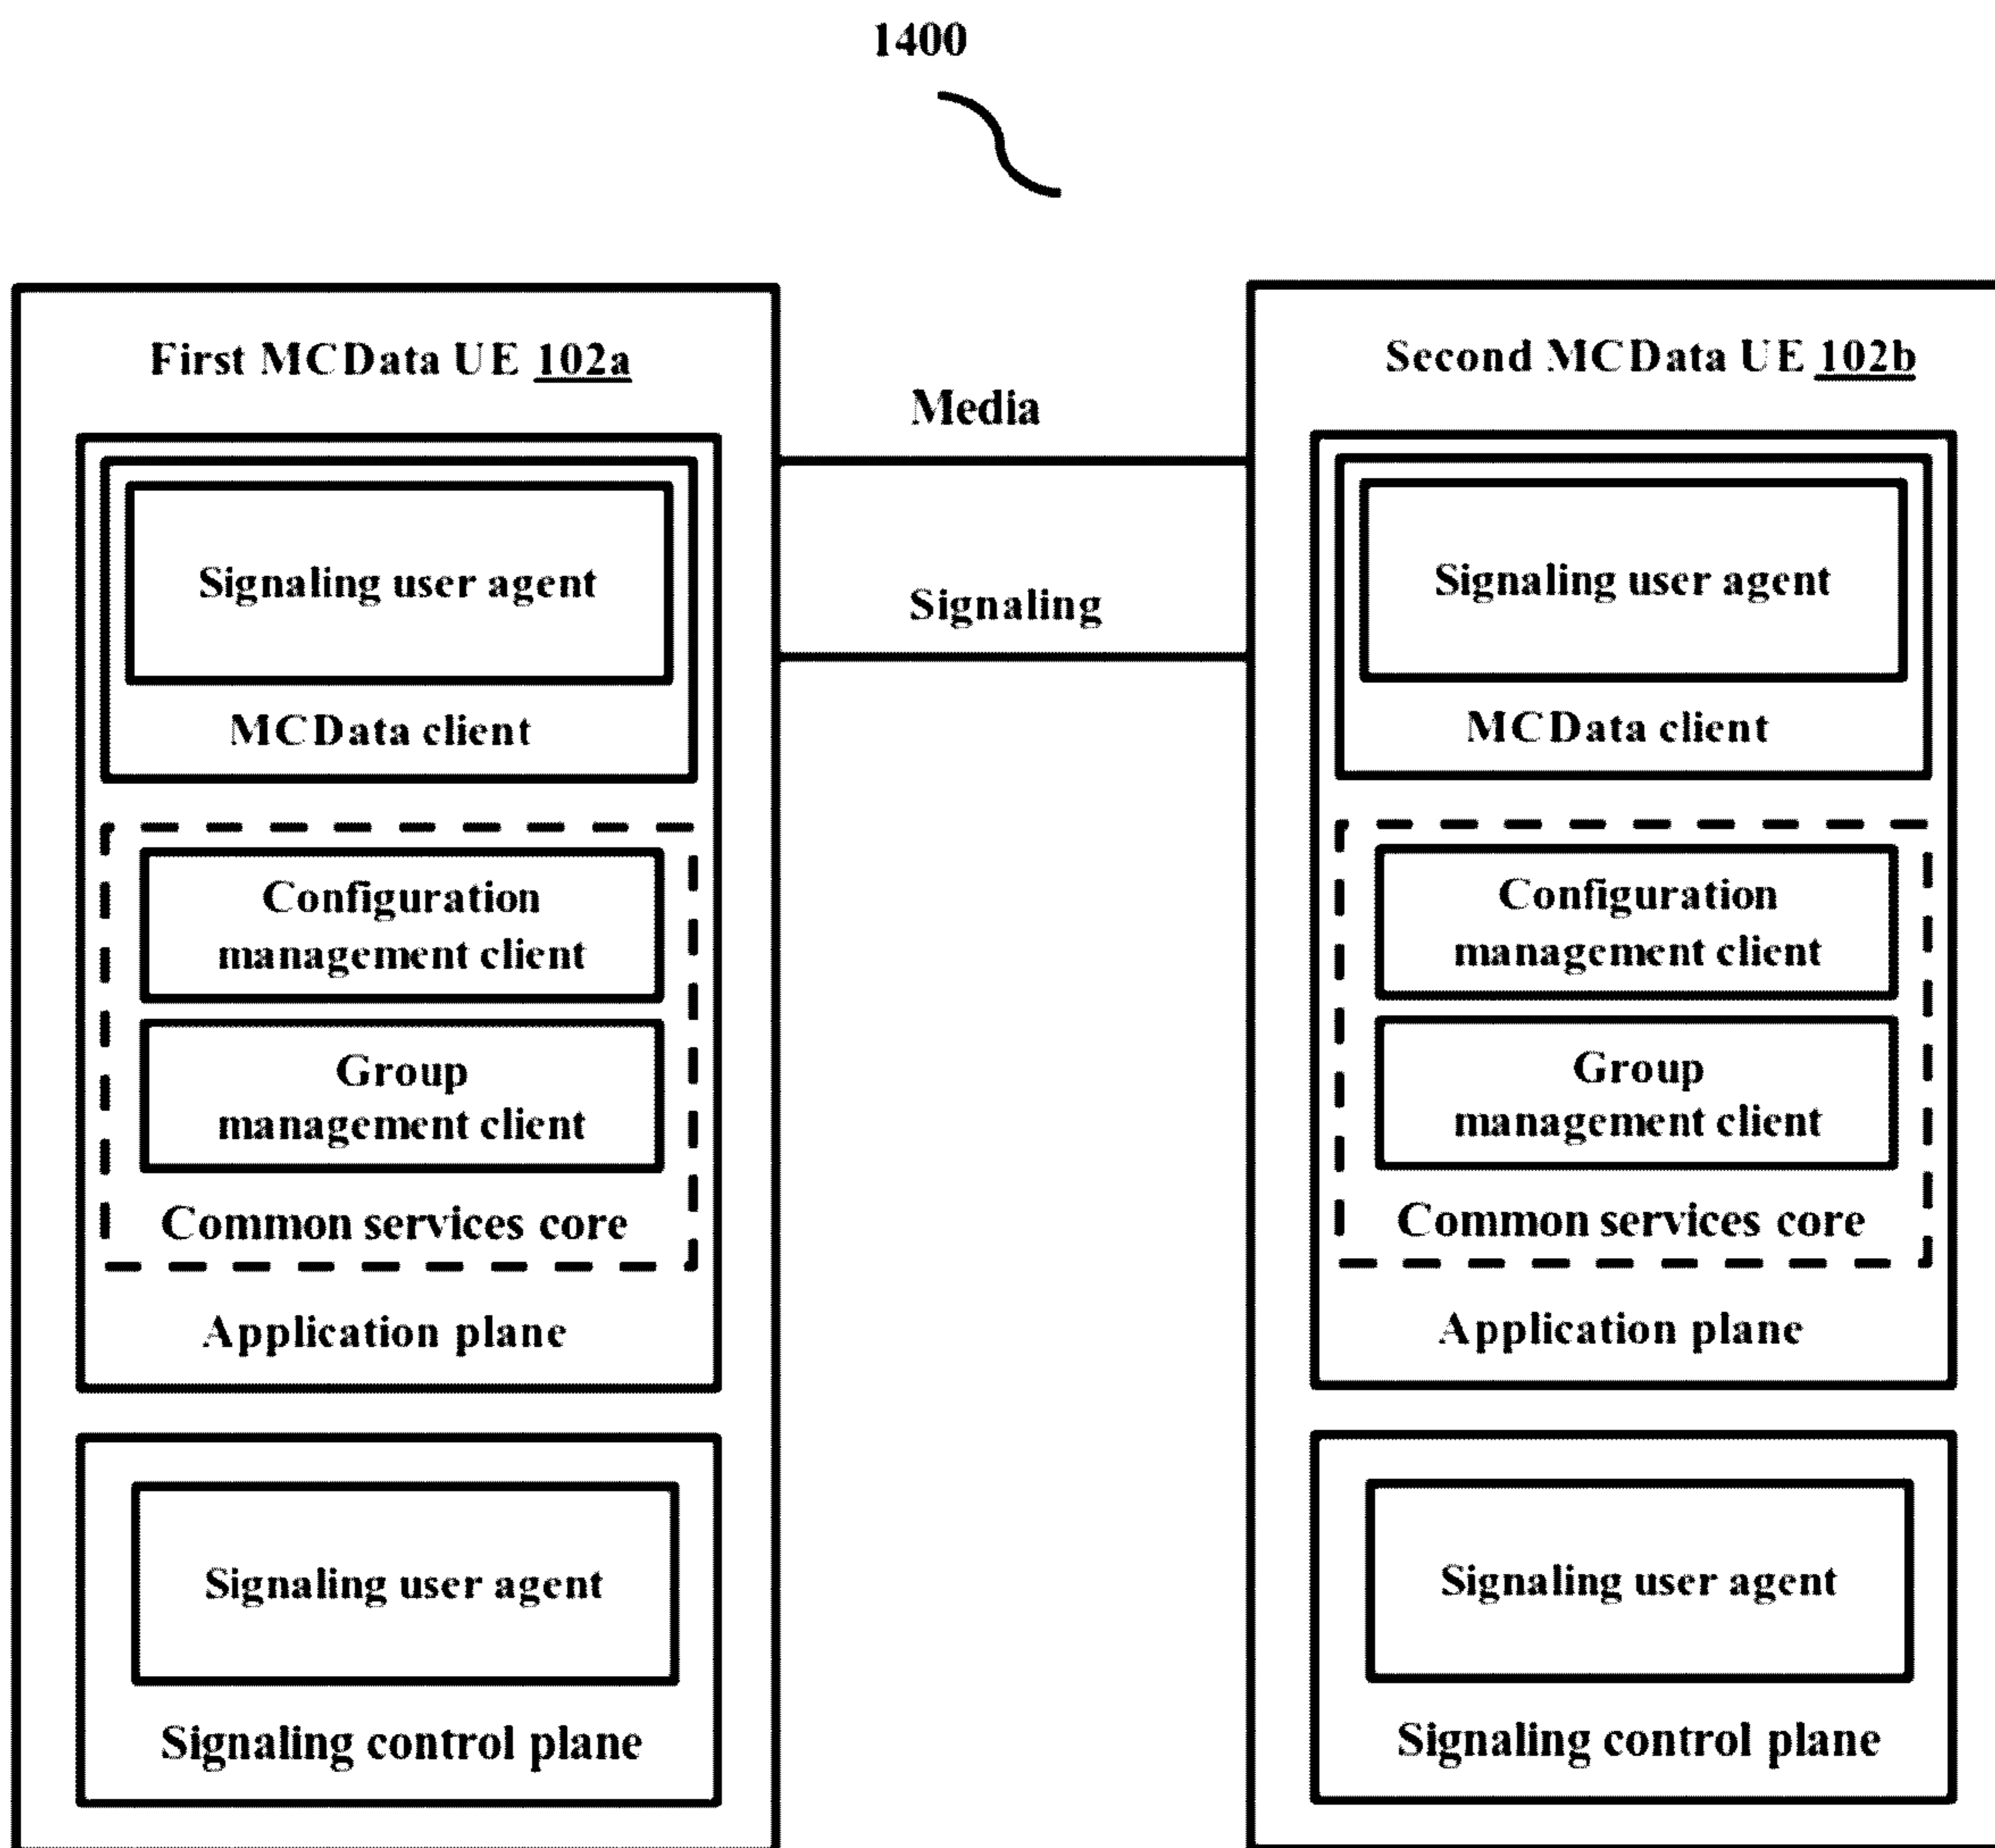 1400
First MCData UE 102a
Signaling user agent
MCData client
Configuration
management client
Group
management client
Common services core
Application plane
Signaling user agent
Signaling control plane
Media
Signaling
Second MCData UE 102b
Signaling user agent
MCData client
Configuration
management client
Group
management client
Common services core
Application plane
Signaling user agent
Signaling control plane